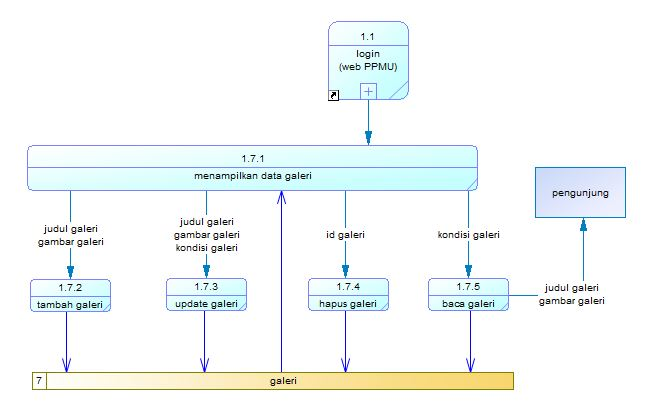 1.1
login
(web PPMU)
1.7.1
menampilkan data galeri
pengunjung
judul galeri
gambar galeri
judul galeri
gambar galeri
kondisi galeri
id galeri
kondisi galeri
1.7.2
tambah galeri
1.7.3
update galeri
1.7.4
hapus galeri
1.7.5
baca galeri
judul galeri
gambar galeri
7
galeri